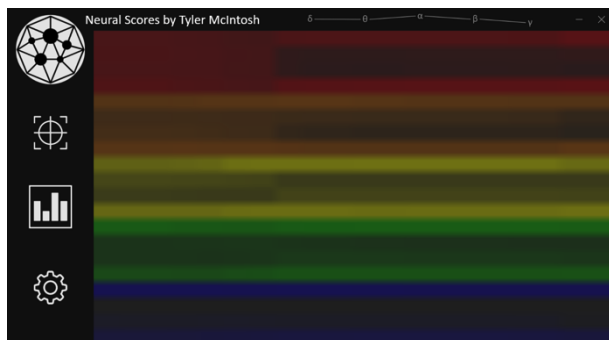 Neural Scores by Tyler McIntosh
δ θ α β γ